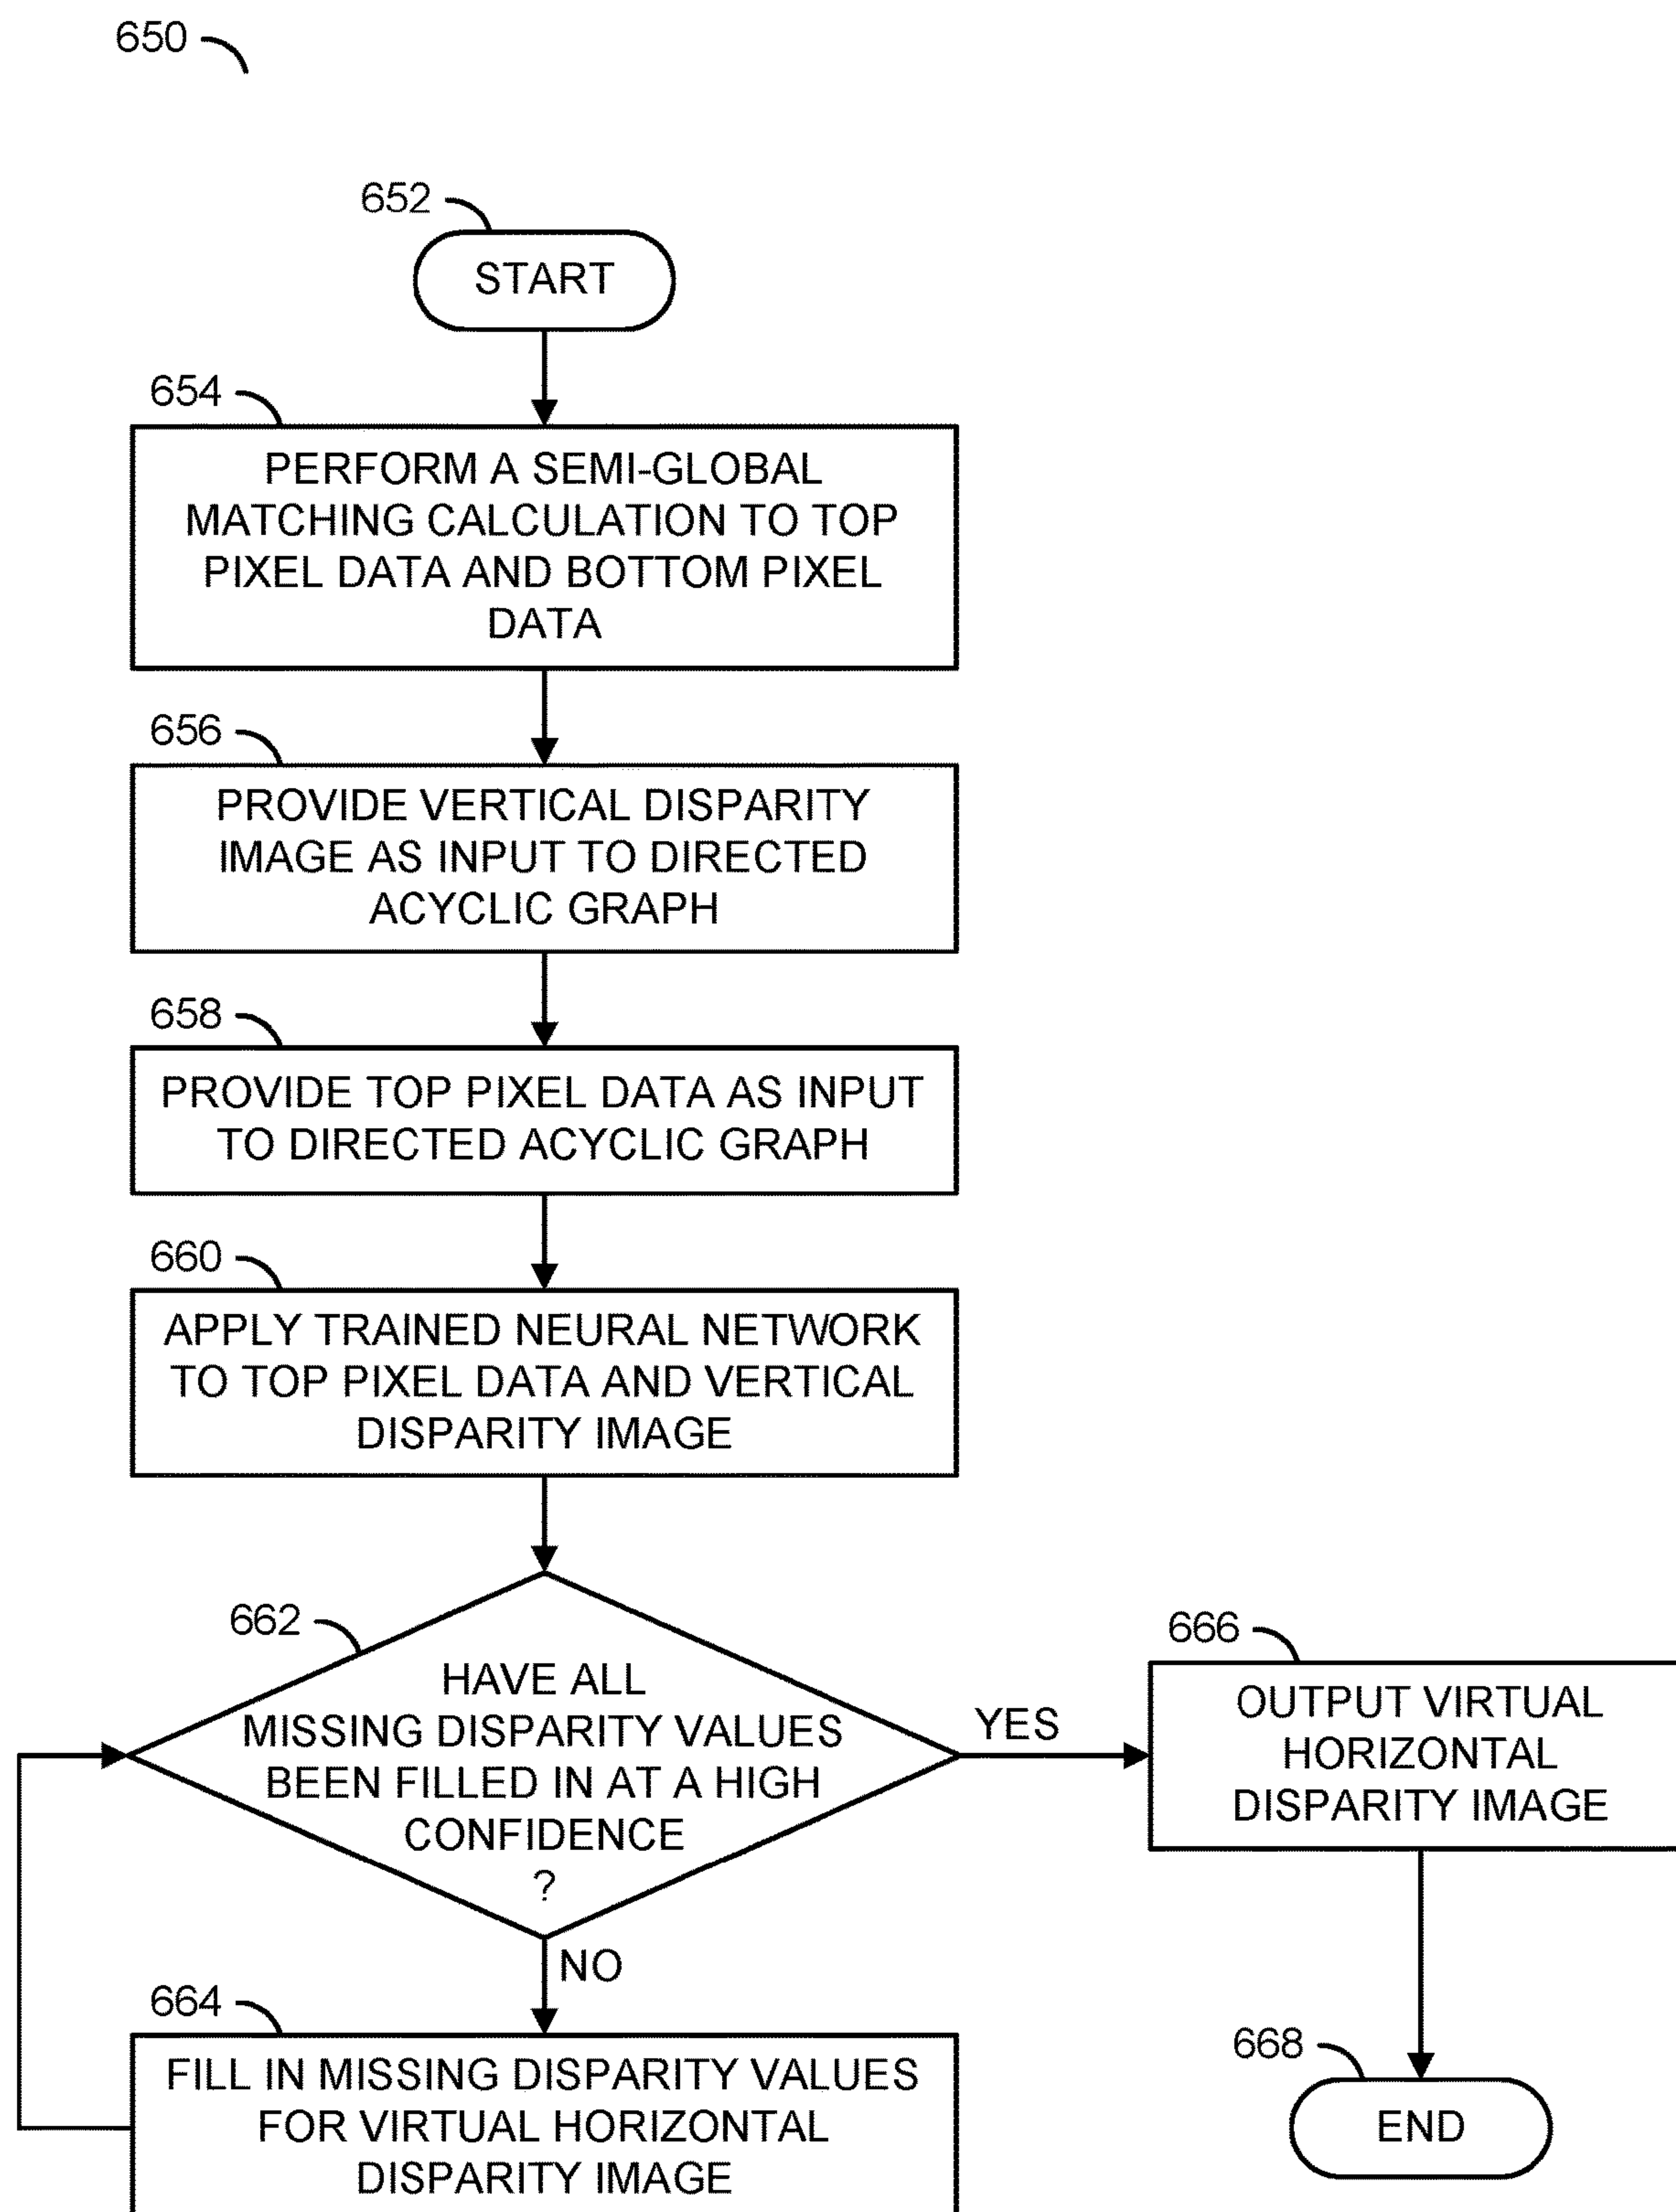 650
652
START
654
PERFORM A SEMI-GLOBAL
MATCHING CALCULATION TO TOP
PIXEL DATA AND BOTTOM PIXEL
DATA
656
PROVIDE VERTICAL DISPARITY
IMAGE AS INPUT TO DIRECTED
ACYCLIC GRAPH
658
PROVIDE TOP PIXEL DATA AS INPUT
TO DIRECTED ACYCLIC GRAPH
660
APPLY TRAINED NEURAL NETWORK
TO TOP PIXEL DATA AND VERTICAL
DISPARITY IMAGE
662
HAVE ALL
MISSING DISPARITY VALUES
BEEN FILLED IN AT A HIGH
CONFIDENCE
?
YES
NO
666
OUTPUT VIRTUAL
HORIZONTAL
DISPARITY IMAGE
664
FILL IN MISSING DISPARITY VALUES
FOR VIRTUAL HORIZONTAL
DISPARITY IMAGE
668
END